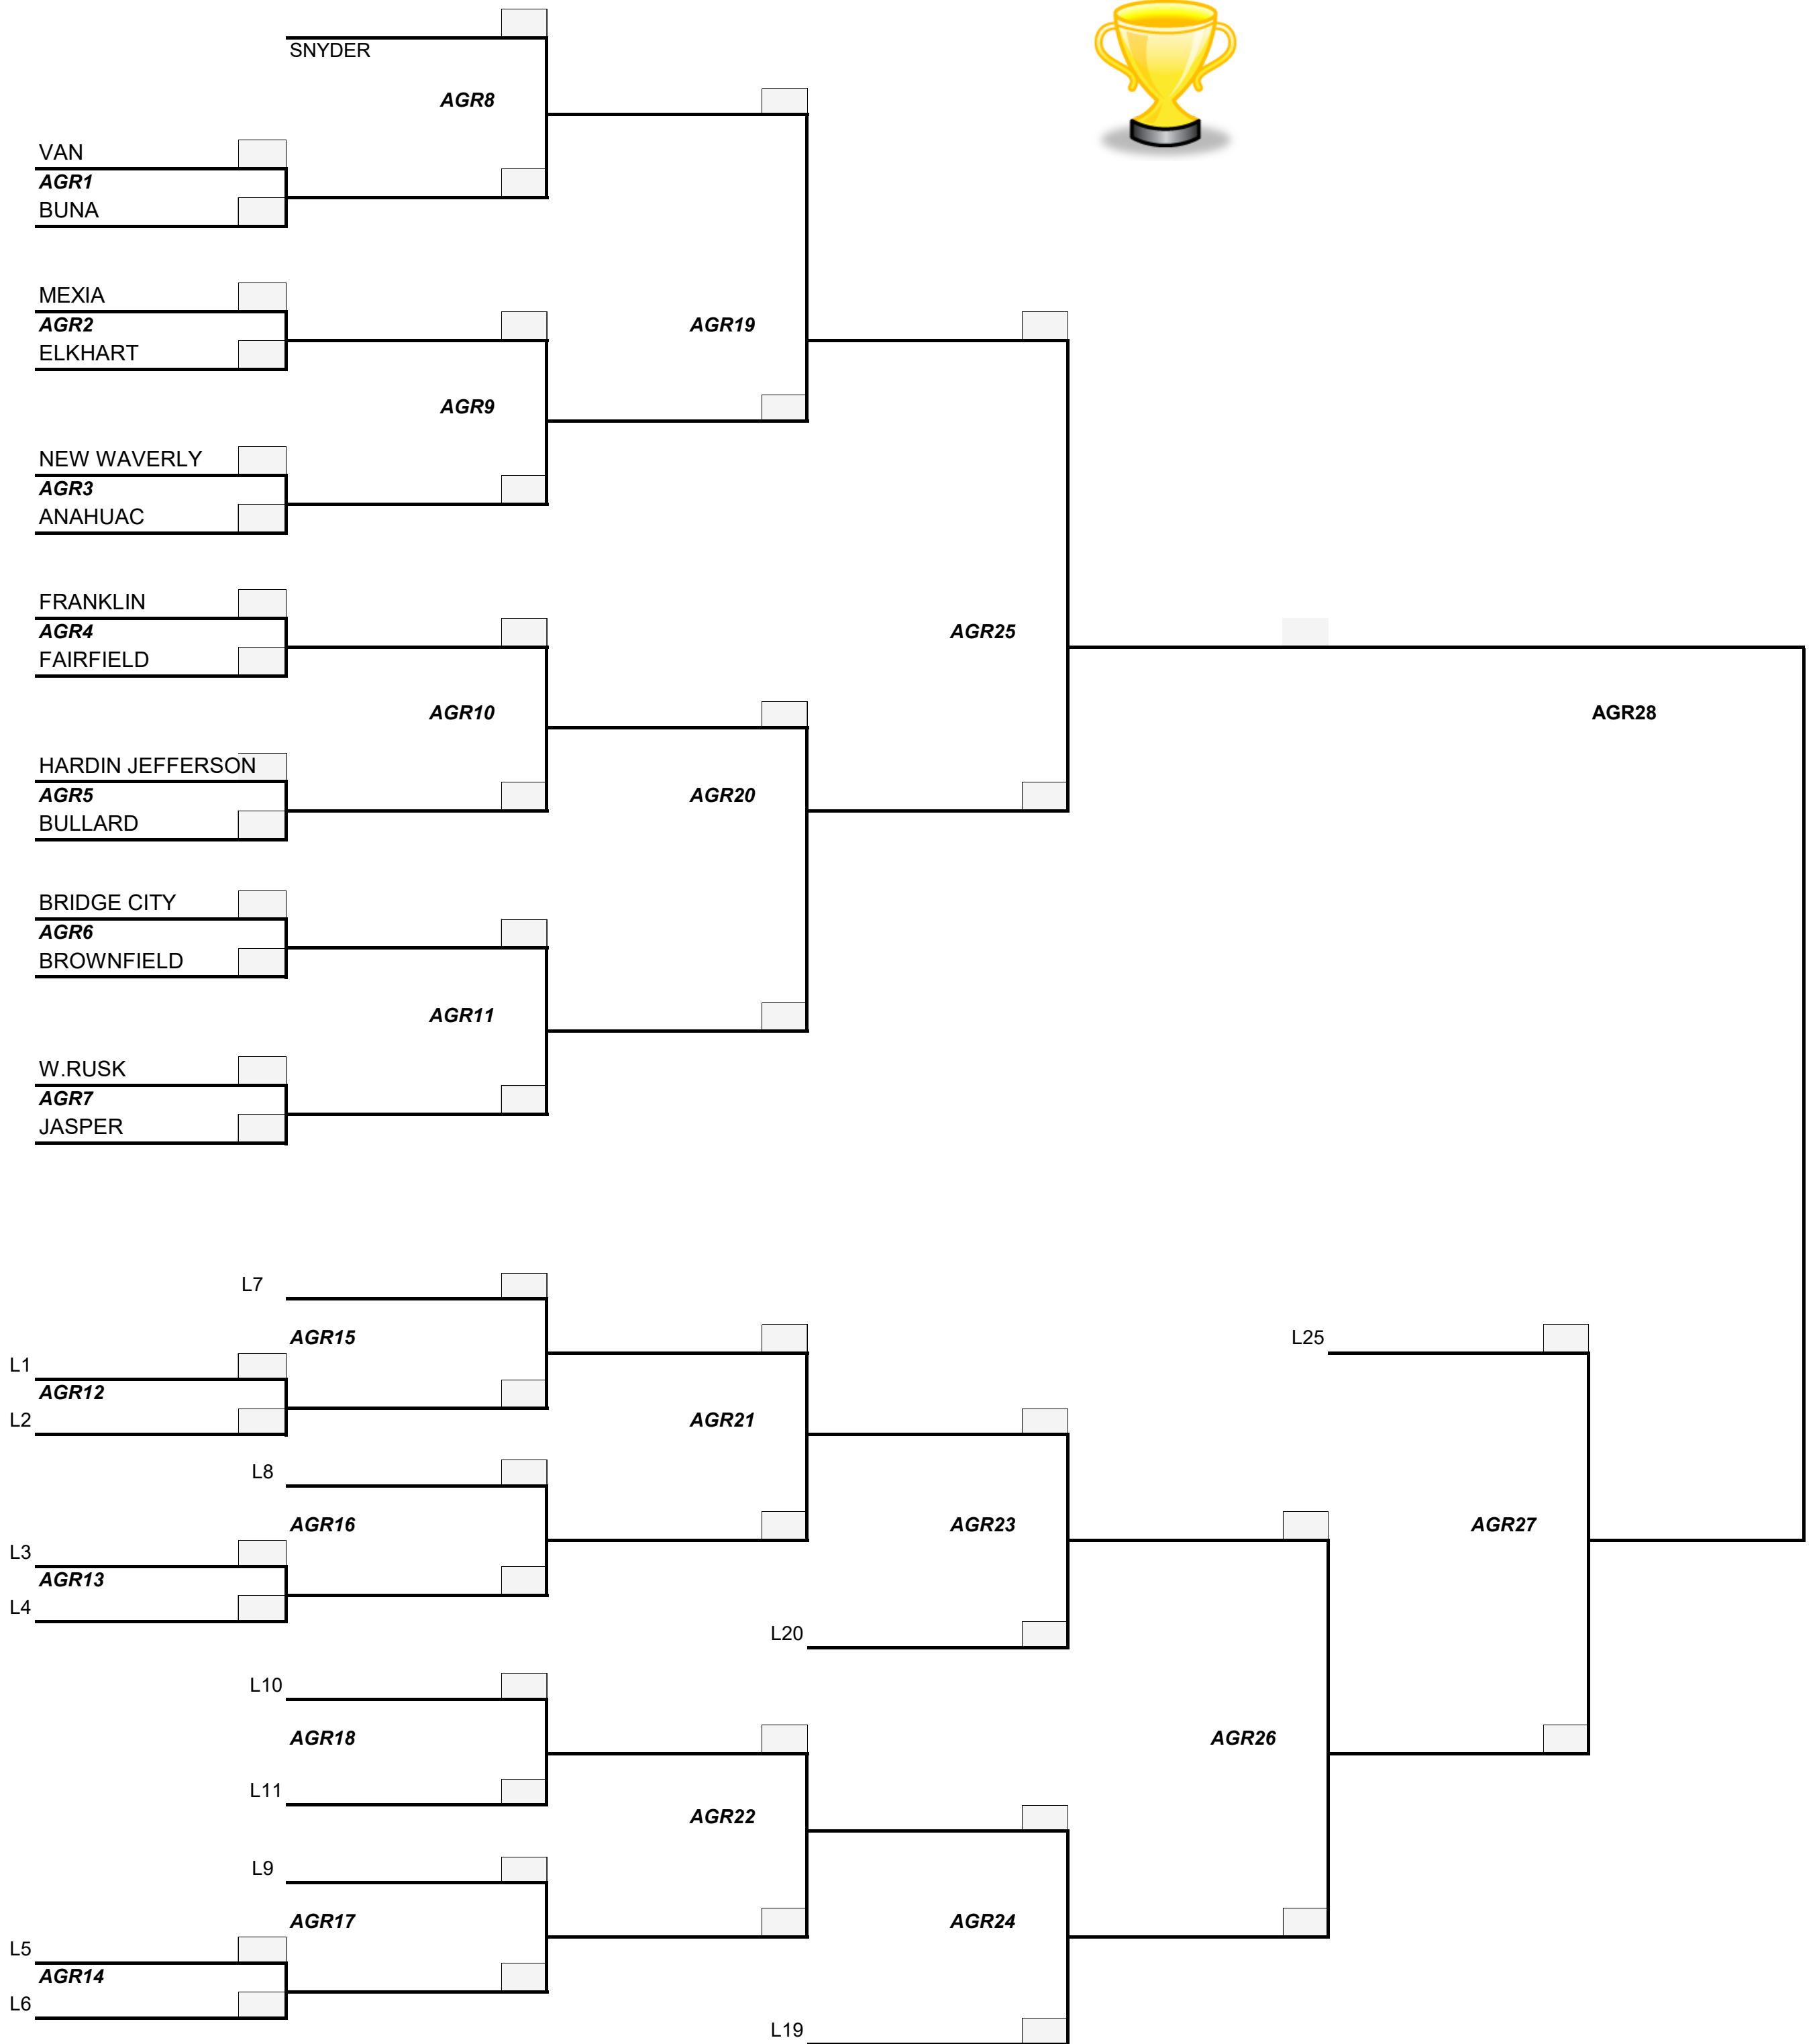 SNYDER
AGR8
VAN
AGR1
BUNA
MEXIA
AGR2
ELKHART
AGR19
AGR9
NEW WAVERLY
AGR3
ANAHUAC
FRANKLIN
AGR4
FAIRFIELD
AGR25
AGR10
AGR28
HARDIN JEFFERSON
AGR5
BULLARD
AGR20
BRIDGE CITY
AGR6
BROWNFIELD
AGR11
W.RUSK
AGR7
JASPER
L7
AGR15
L25
L1
AGR12
L2
AGR21
L8
AGR16
AGR23
AGR27
L3
AGR13
L4
L20
L10
AGR18
AGR26
L11
AGR22
L9
AGR17
AGR24
L5
AGR14
L6
L19